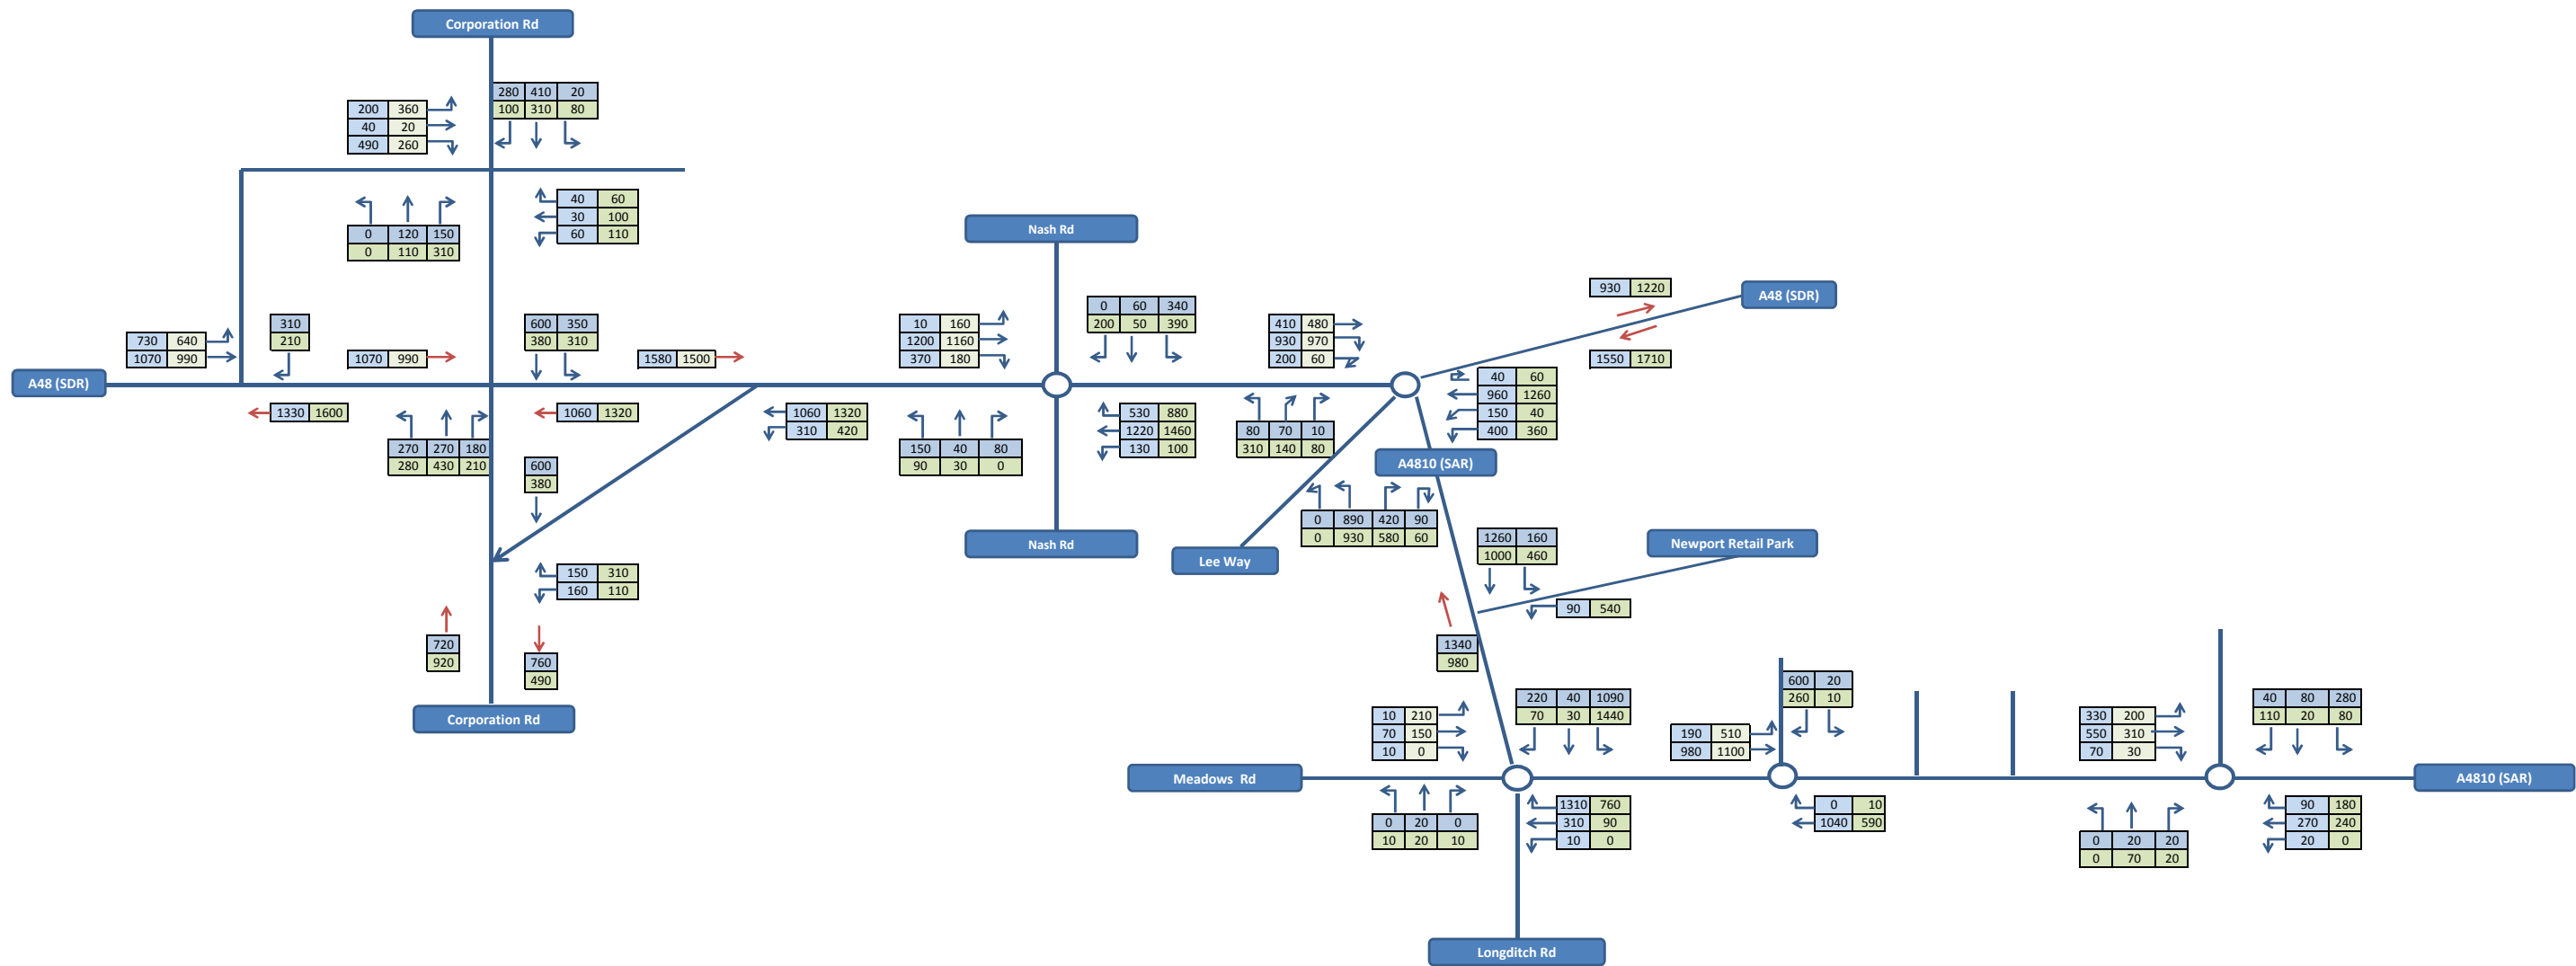 Corporation Rd
280 410 20
100 310 80
200 360
40 20
490 260
40 60
30 100
60 110
0 120 150
0 110 310
Nash Rd
A48 (SDR)
930 1220
1550 1710
730 640
1070 990
310
210
1070 990
600 350
380 310
1580 1500
10 160
1200 1160
370 180
0 60 340
200 50 390
410 480
930 970
200 60
A48 (SDR)
40 60
960 1260
150 40
400 360
1330 1600
1060 1320
1060 1320
310 420
270 270 180
280 430 210
150 40 80
90 30 0
530 880
1220 1460
130 100
80 70 10
310 140 80
A4810 (SAR)
600
380
0 890 420 90
0 930 580 60
Nash Rd
Lee Way
1260 160
1000 460
Newport Retail Park
150 310
160 110
90 540
720
920
760
490
1340
980
Corporation Rd
10 210
70 150
10 0
220 40 1090
70 30 1440
600 20
260 10
190 510
980 1100
330 200
550 310
70 30
40 80 280
110 20 80
Meadows Rd
A4810 (SAR)
0 20 0
10 20 10
1310 760
310 90
10 0
0 10
1040 590
0 20 20
0 70 20
90 180
270 240
20 0
Longditch Rd